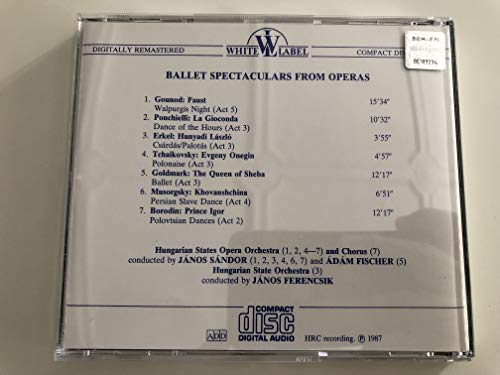 DIGITALLY REMASTERED
WL
WHITE LABEL
COMPACT DISC
BALLET SPECTACULARS FROM OPERAS
1. Gounod: Faust
Walpurgis Night (Act 5) 15'34"
2. Ponchielli: La Gioconda
Dance of the Hours (Act 3) 10'32"
3. Erkel: Hunyadi László
Csárdás/Palotás (Act 3) 3'55"
4. Tchaikovsky: Evgeny Onegin
Polonaise (Act 3) 4'57"
5. Goldmark: The Queen of Sheba
Ballet (Act 3) 12'17"
6. Musorgsky: Khovanshchina
Persian Slave Dance (Act 4) 6'51"
7. Borodin: Prince Igor
Polovtsian Dances (Act 2) 12'17"
Hungarian States Opera Orchestra (1, 2, 4—7) and Chorus (7)
conducted by JÁNOS SÁNDOR (1, 2, 3, 4, 6, 7) and ÁDÁM FISCHER (5)
Hungarian State Orchestra (3)
conducted by JÁNOS FERENCSIK
ADD
COMPACT
disc
DIGITAL AUDIO
HRC recording. Ⓟ 1987